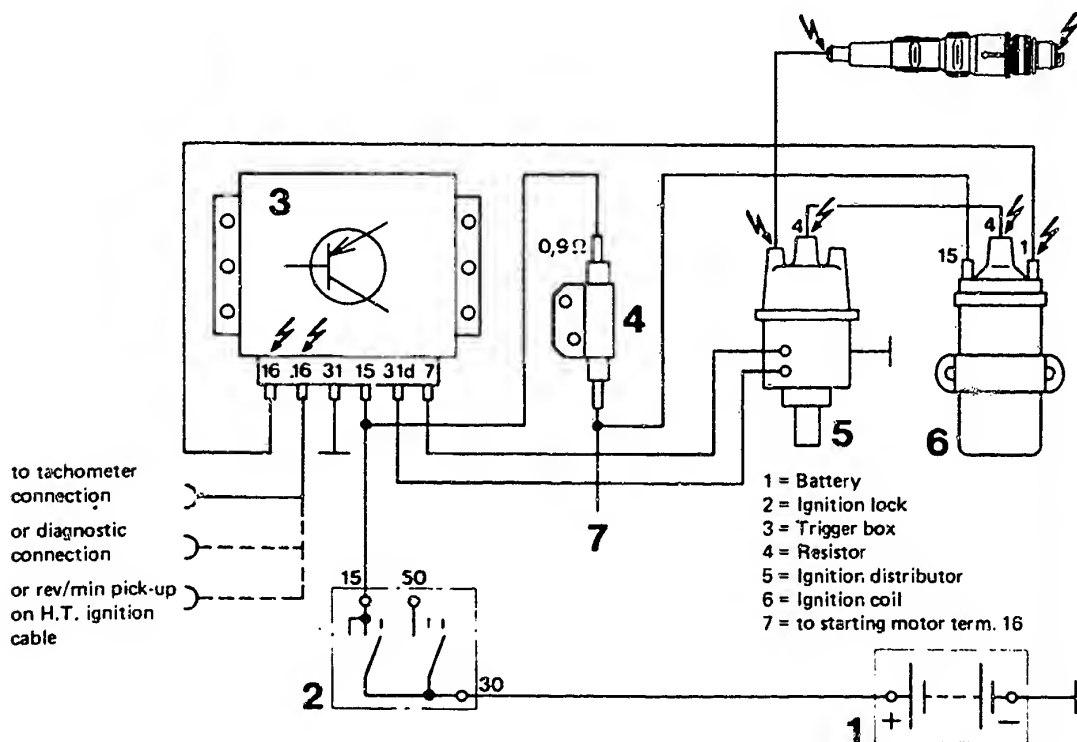 3
16 .16 31 15 31d 7
0,9Ω
4
4
4
15
1
5
6
7
to tachometer
connection
or diagnostic
connection
or rev/min pick-up
on H.T. ignition
cable
1 = Battery
2 = Ignition lock
3 = Trigger box
4 = Resistor
5 = Ignition distributor
6 = Ignition coil
7 = to starting motor term. 16
15 50
30
2
1
+ −